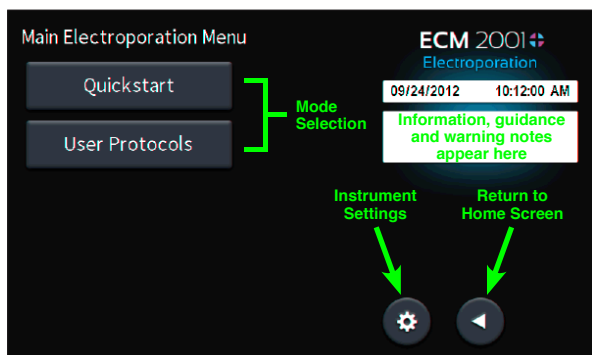 Main Electroporation Menu
ECM 2001
Electroporation
Quickstart
User Protocols
Mode
Selection
09/24/2012 10:12:00 AM
Information, guidance
and warning notes
appear here
Instrument
Settings
Return to
Home Screen